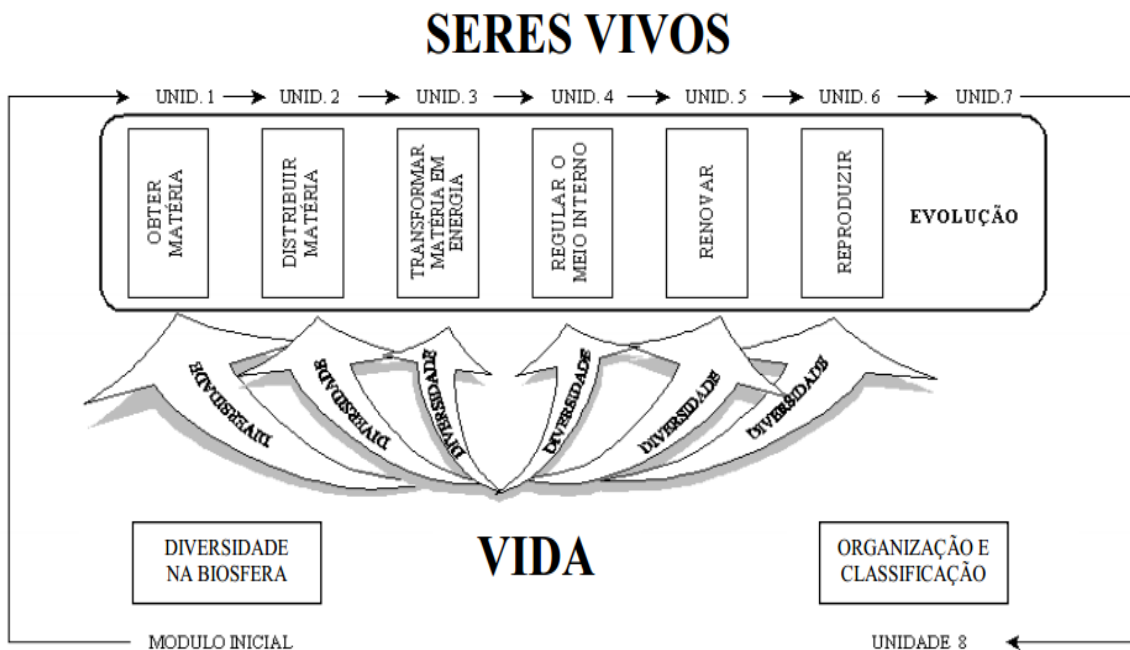 SERES VIVOS
UNID. 1
UNID. 2
UNID. 3
UNID. 4
UNID. 5
UNID. 6
UNID.7
OBTER
MATÉRIA
DISTRIBUIR
MATÉRIA
TRANSFORMAR
MATÉRIA EM
ENERGIA
REGULAR O
MEIO INTERNO
RENOVAR
REPRODUZIR
EVOLUÇÃO
DIVERSIDADE
DIVERSIDADE
DIVERSIDADE
DIVERSIDADE
DIVERSIDADE
DIVERSIDADE
DIVERSIDADE
NA BIOSFERA
VIDA
ORGANIZAÇÃO E
CLASSIFICAÇÃO
MODULO INICIAL
UNIDADE 8